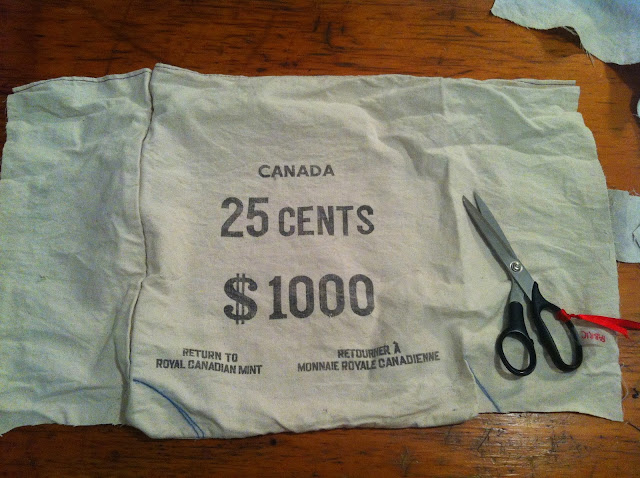 CANADA
25 CENTS
$1000
RETURN TO
ROYAL CANADIAN MINT
RETOURNER À
MONNAIE ROYALE CANADIENNE